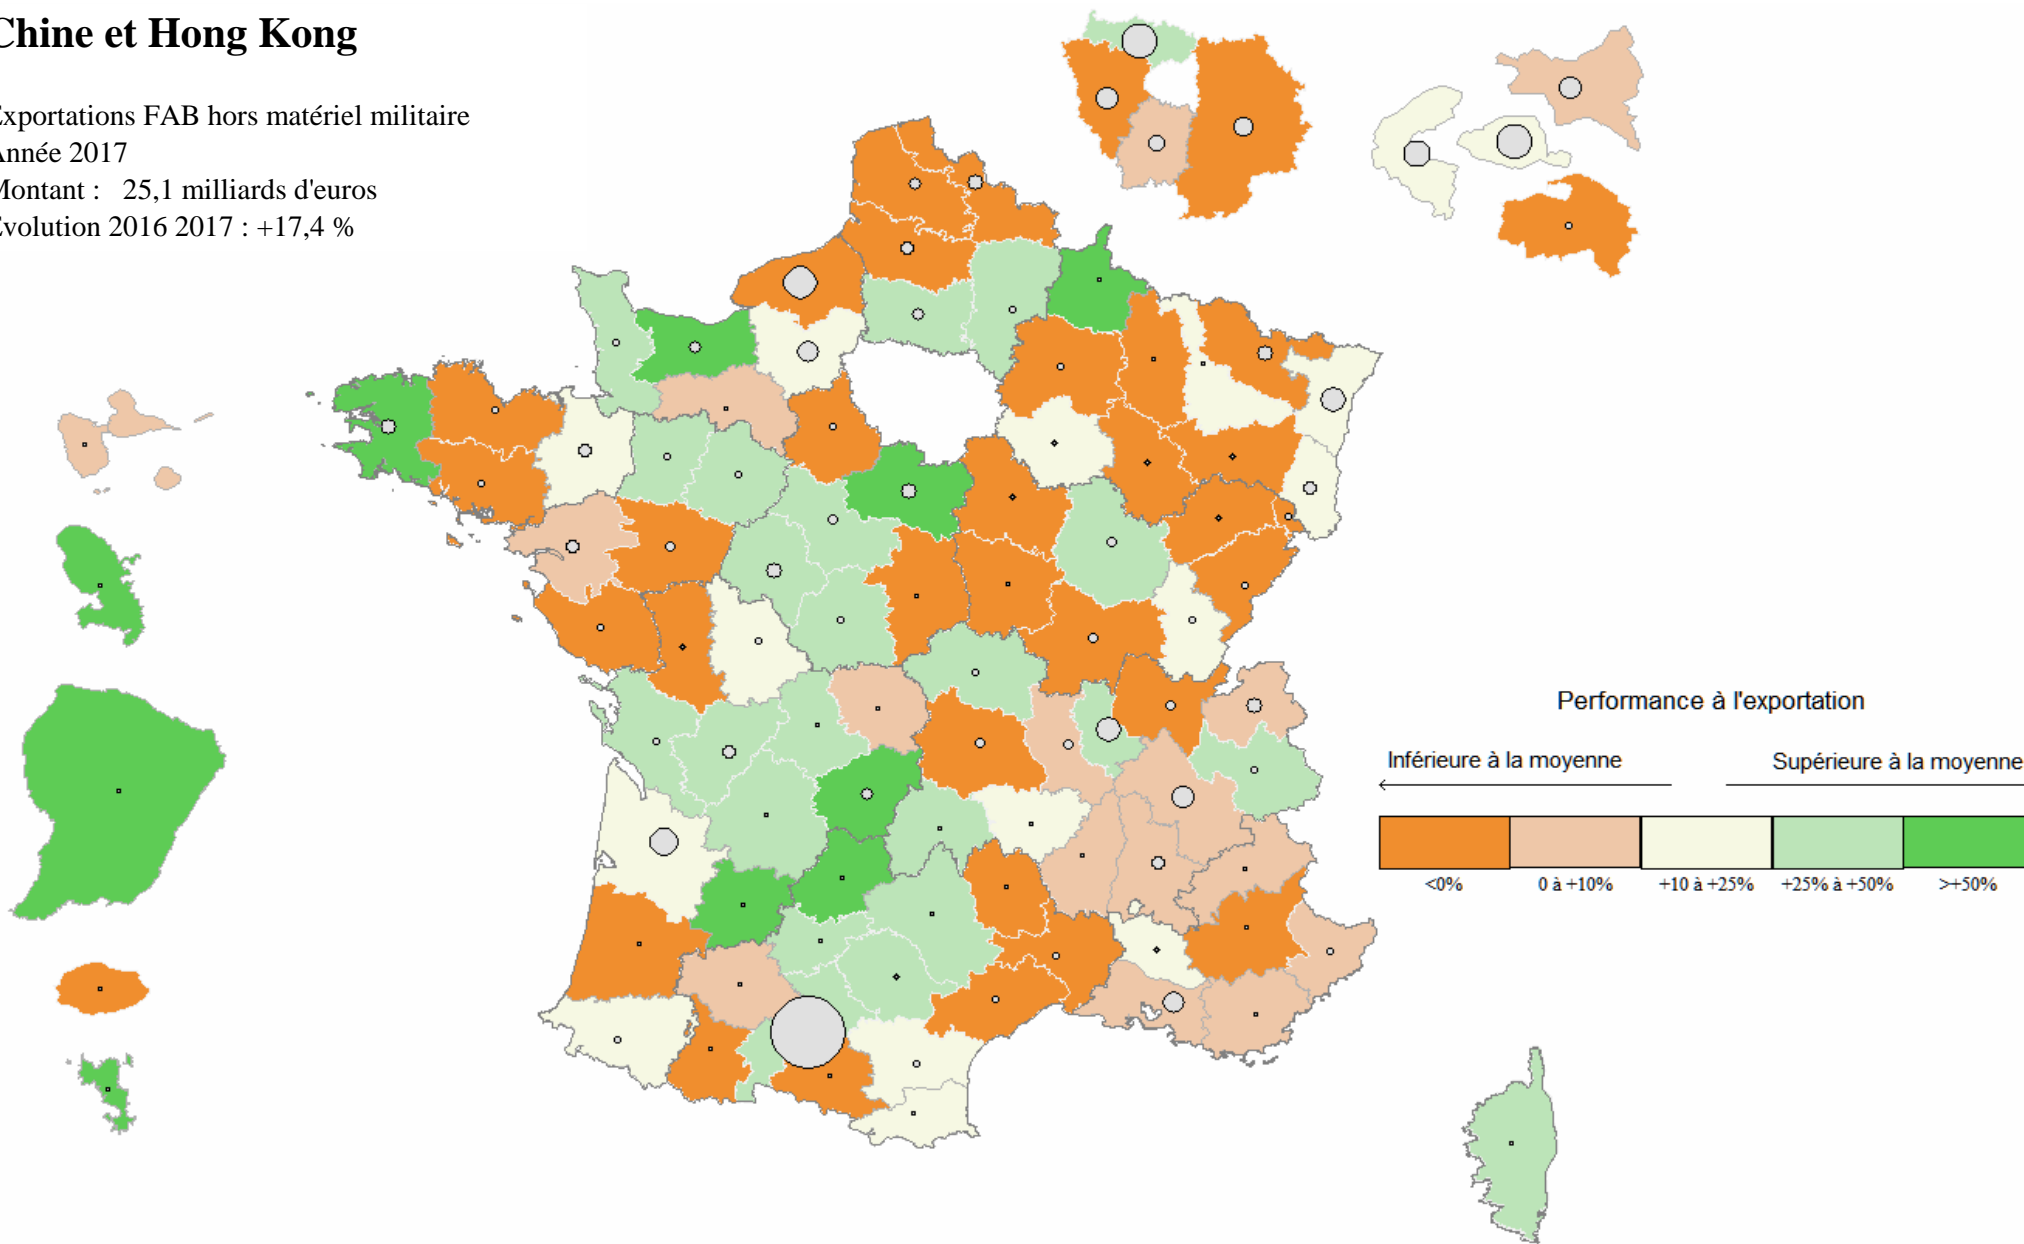 Chine et Hong Kong
Exportations FAB hors matériel militaire
Année 2017
Montant : 25,1 milliards d'euros
Evolution 2016 2017 : +17,4 %
Performance à l'exportation
Inférieure à la moyenne
Supérieure à la moyenne
<0%
0 à +10%
+10 à +25%
+25% à +50%
>+50%